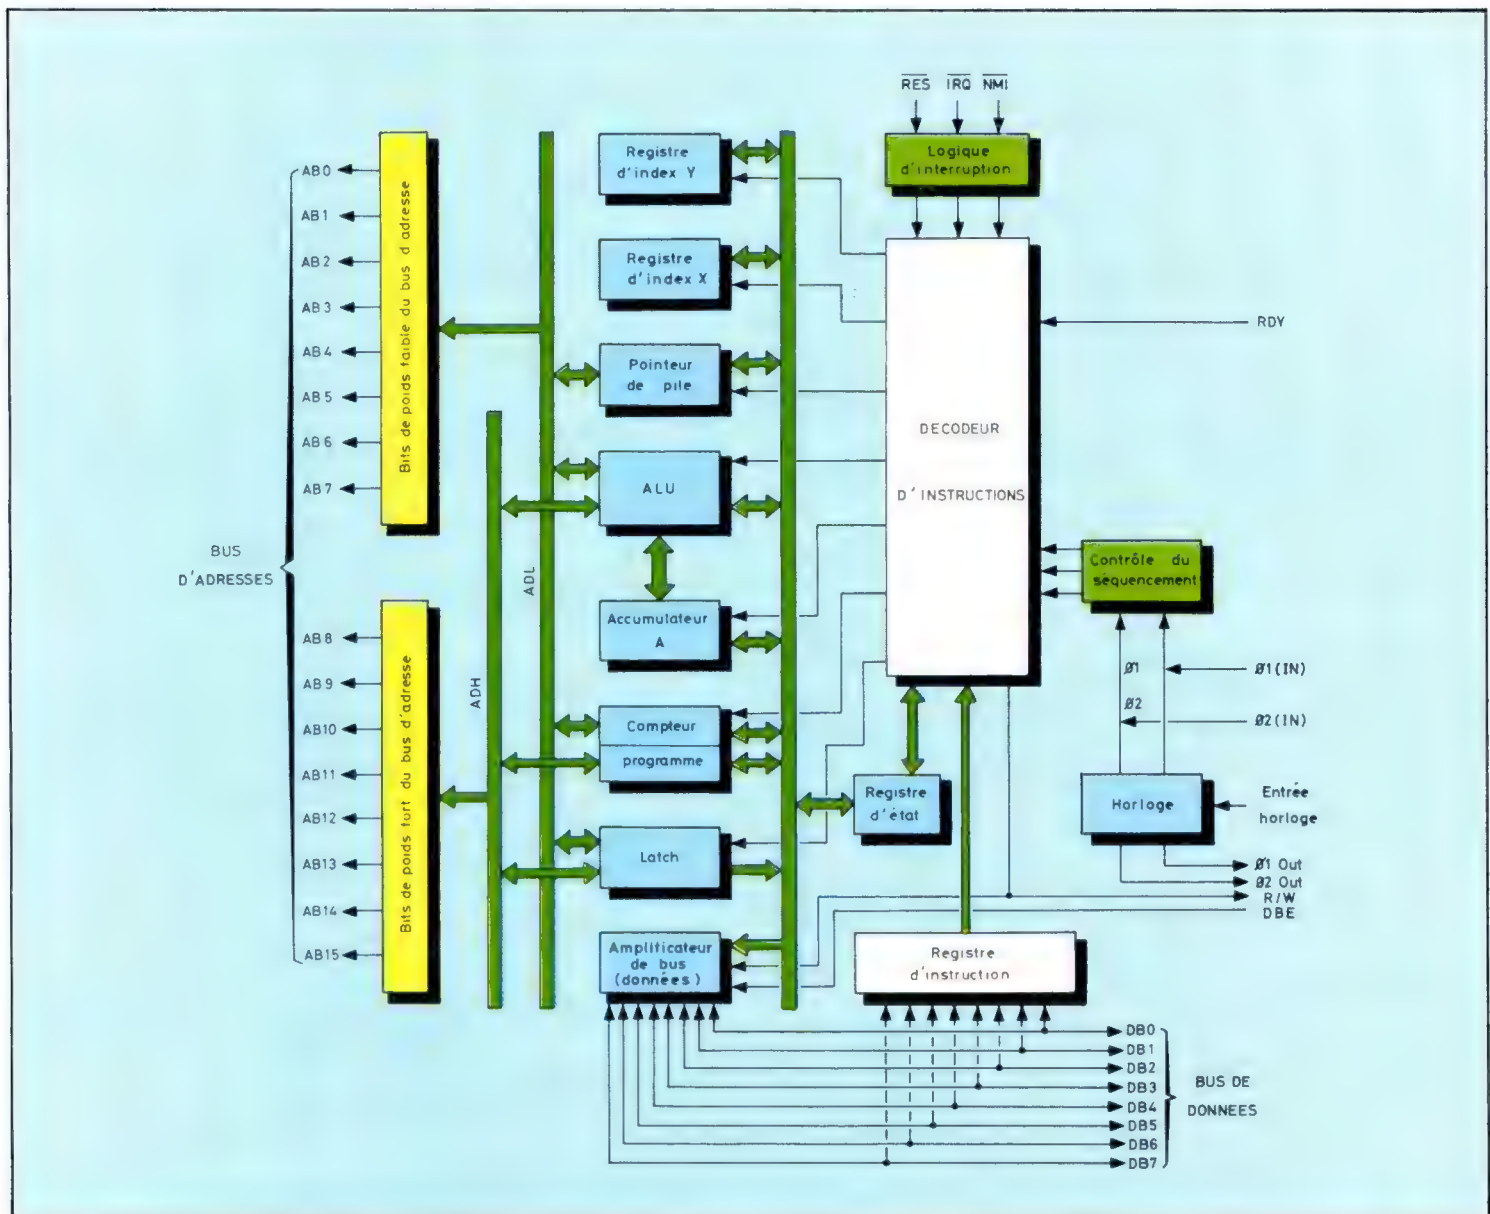 RES IRQ NMI
Logique
d'interruption
Registre
d'index Y
Registre
d'index X
Pointeur
de pile
ALU
Accumulateur
A
Compteur
programme
Latch
Amplificateur
de bus
(données)
AB0
AB1
AB2
AB3
AB4
AB5
AB6
AB7
BUS
D'ADRESSES
AB8
AB9
AB10
AB11
AB12
AB13
AB14
AB15
Bits de poids faible du bus d'adresse
Bits de poids turt du bus d'adresse
ADL
ADH
DECODEUR
D'INSTRUCTIONS
RDY
Contrôle du
séquencement
Ø1
Ø1(IN)
Ø2
Ø2(IN)
Registre
d'état
Horloge
Entrée
horloge
Ø1 Out
Ø2 Out
R/W
DBE
Registre
d'instruction
DB0
DB1
DB2
DB3
DB4
DB5
DB6
DB7
BUS DE
DONNEES